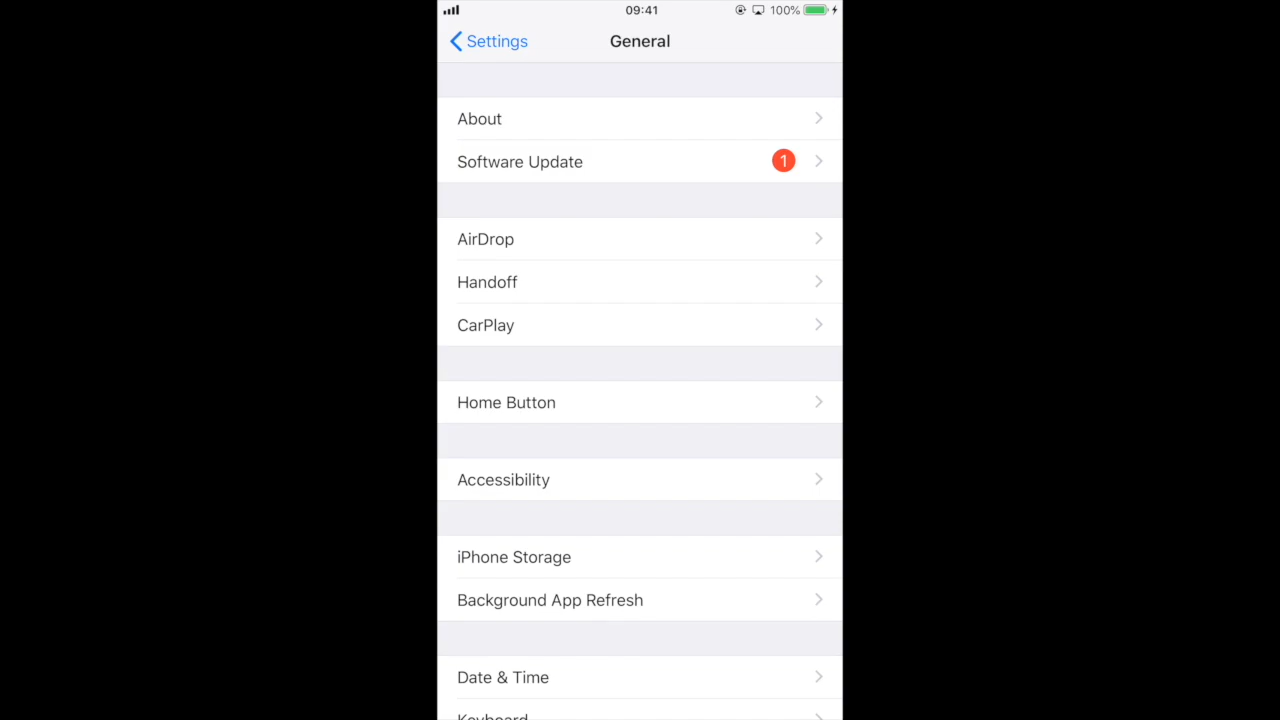 09:41
100%
Settings
General
About
Software Update
1
AirDrop
Handoff
CarPlay
Home Button
Accessibility
iPhone Storage
Background App Refresh
Date & Time
Keyboard